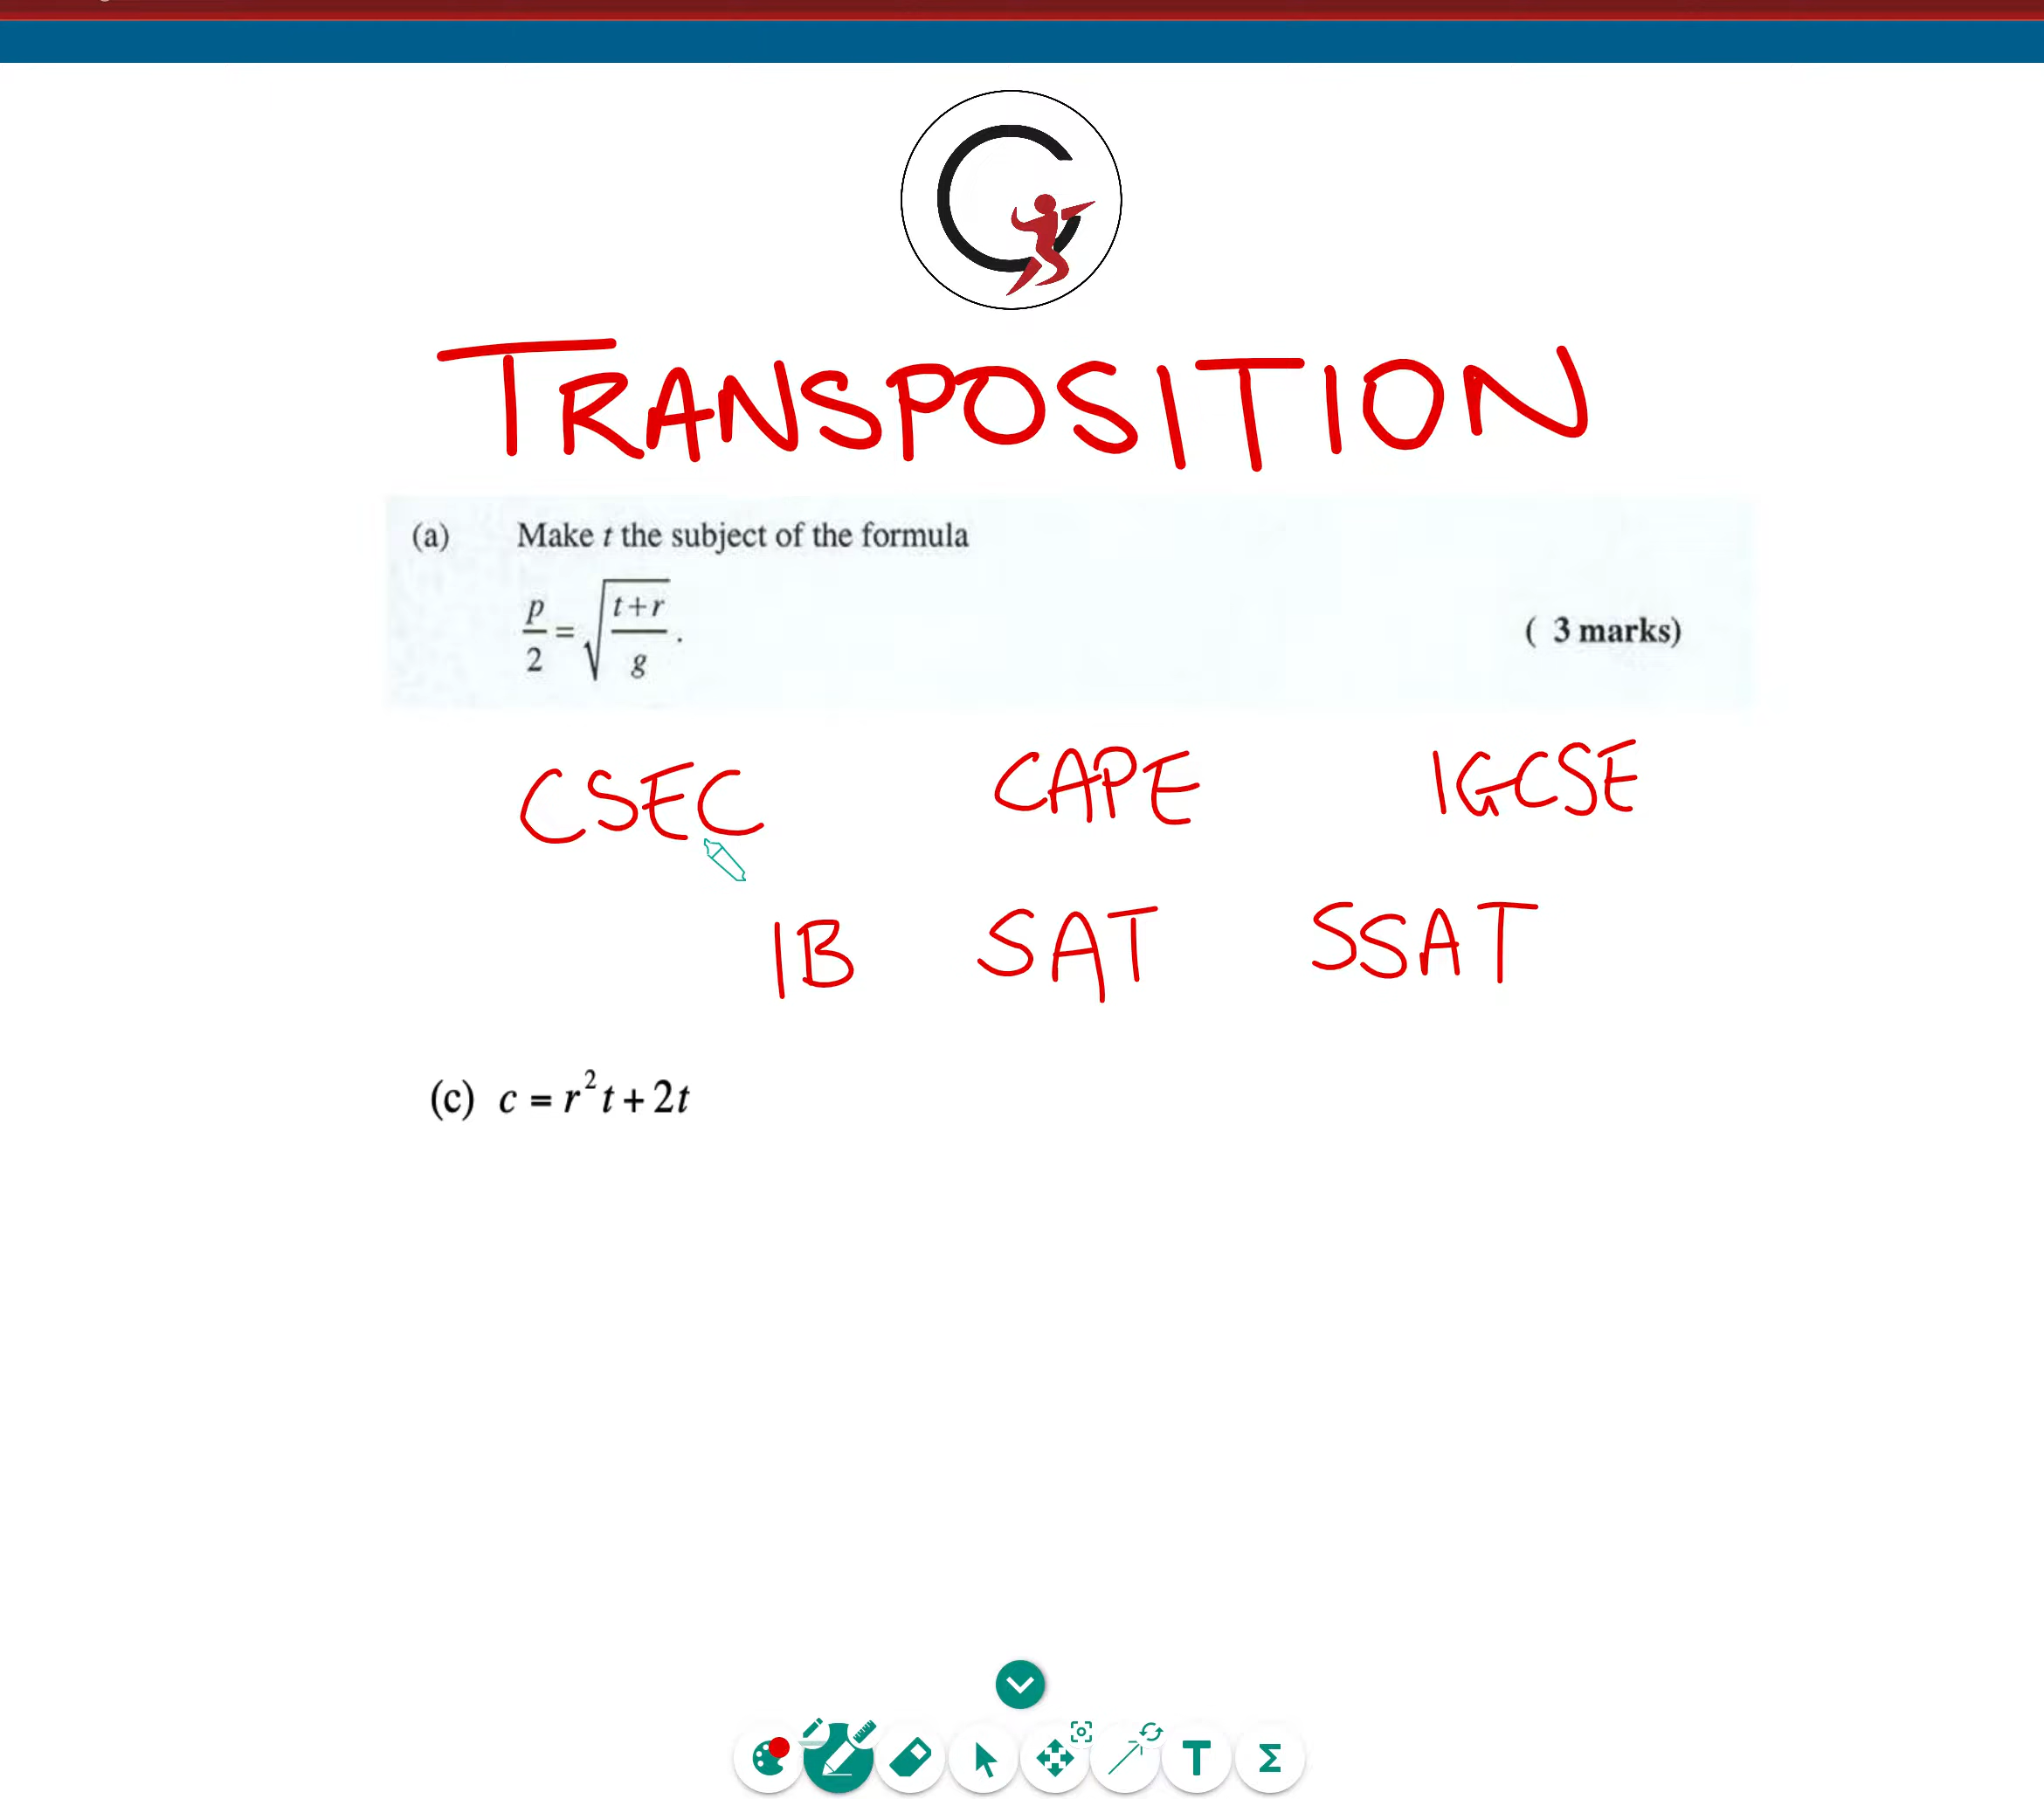 TRANSPOSITION
(a) Make t the subject of the formula
p/2 = √((t+r)/g).
( 3 marks)
CSEC CAPE IGCSE
IB SAT SSAT
(c) c = r²t + 2t